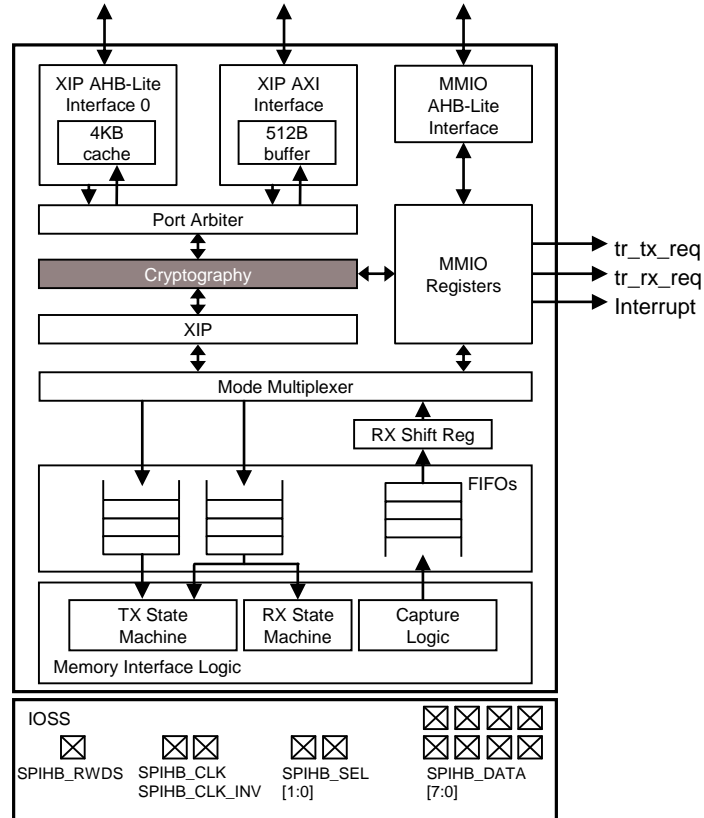 XIP AHB-Lite
Interface 0
4KB
cache
XIP AXI
Interface
512B
buffer
MMIO
AHB-Lite
Interface
Port Arbiter
Cryptography
XIP
MMIO
Registers
tr_tx_req
tr_rx_req
Interrupt
Mode Multiplexer
RX Shift Reg
FIFOs
TX State
Machine
RX State
Machine
Capture
Logic
Memory Interface Logic
IOSS
SPIHB_RWDS
SPIHB_CLK
SPIHB_CLK_INV
SPIHB_SEL
[1:0]
SPIHB_DATA
[7:0]